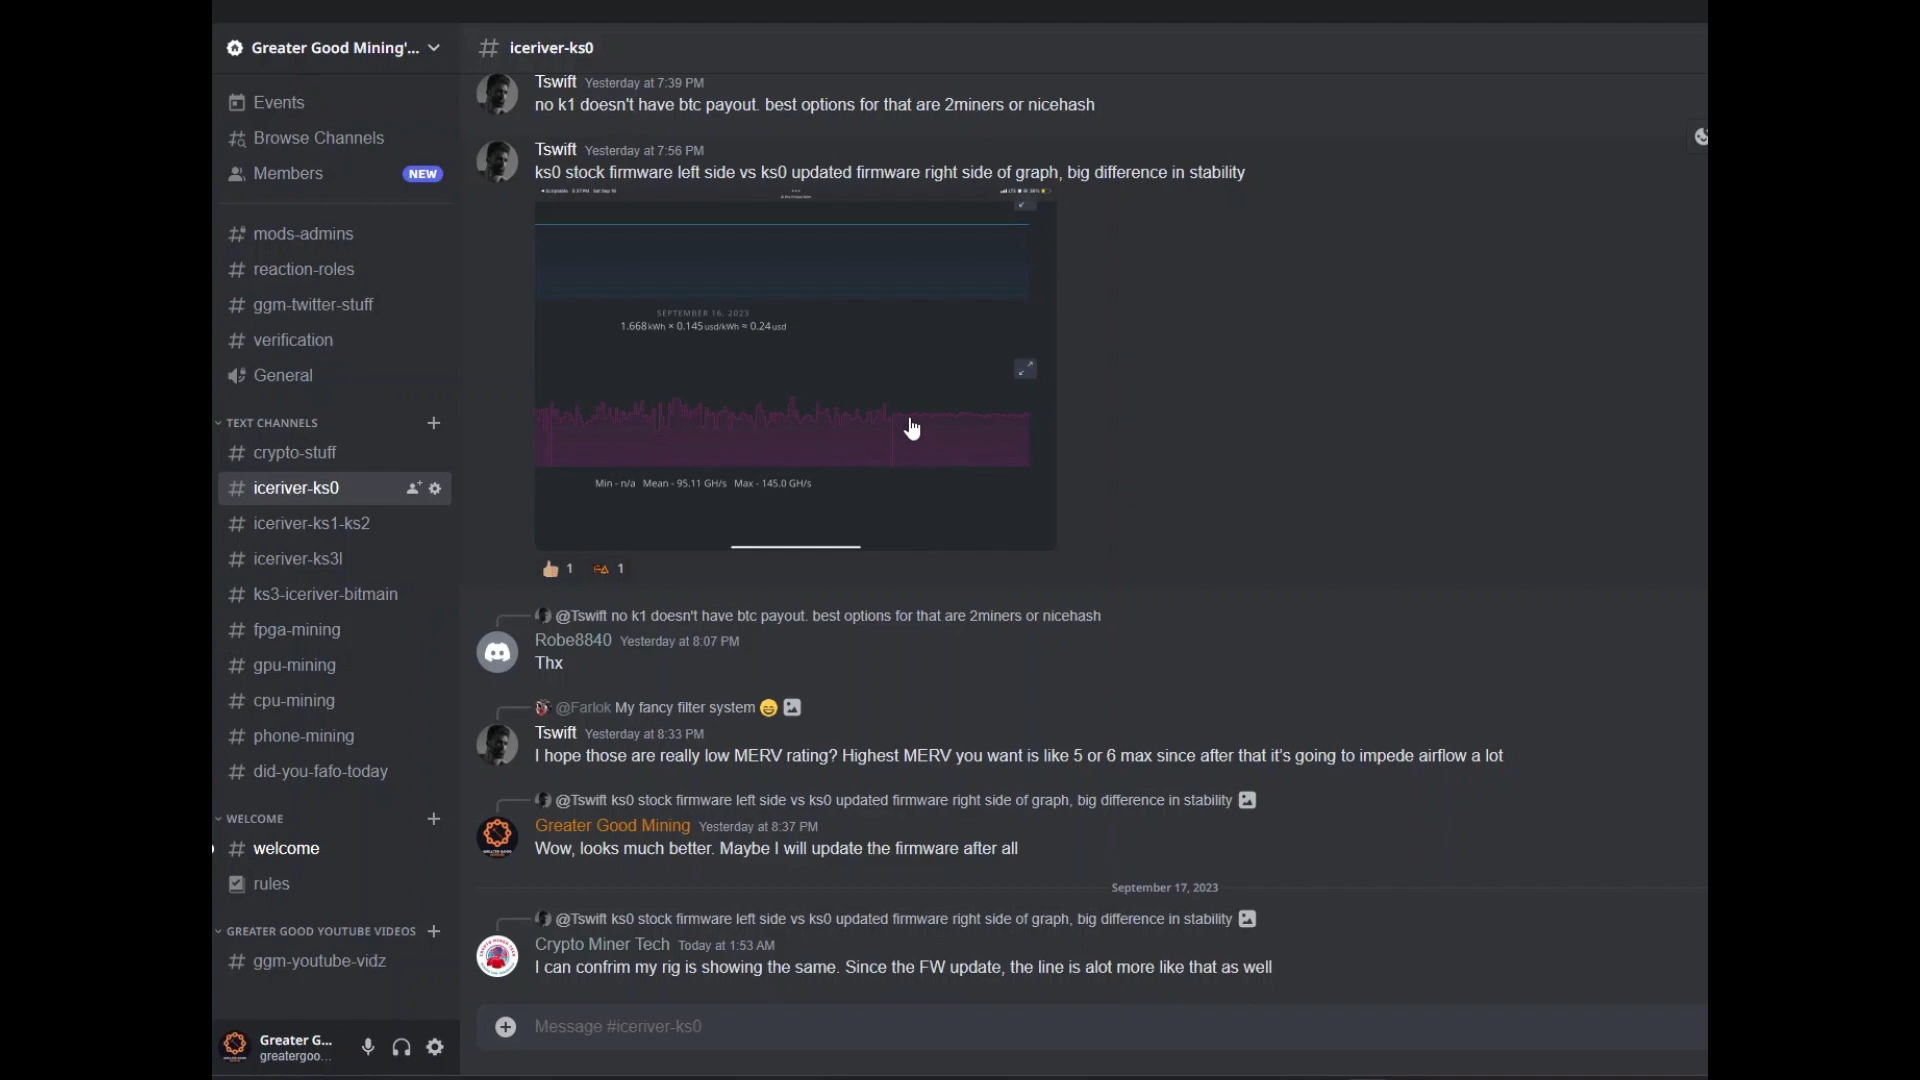 Greater Good Mining'...
Events
Browse Channels
Members NEW
mods-admins
reaction-roles
ggm-twitter-stuff
verification
General
TEXT CHANNELS
crypto-stuff
iceriver-ks0
iceriver-ks1-ks2
iceriver-ks3l
ks3-iceriver-bitmain
fpga-mining
gpu-mining
cpu-mining
phone-mining
did-you-fafo-today
WELCOME
welcome
rules
GREATER GOOD YOUTUBE VIDEOS
ggm-youtube-vidz
Greater G...
greatergoo...
# iceriver-ks0
Tswift Yesterday at 7:39 PM
no k1 doesn't have btc payout. best options for that are 2miners or nicehash
Tswift Yesterday at 7:56 PM
ks0 stock firmware left side vs ks0 updated firmware right side of graph, big difference in stability
SEPTEMBER 16, 2023
1.668 kWh × 0.145 usd/kWh ≈ 0.24 usd
Min - n/a Mean - 95.11 GH/s Max - 145.0 GH/s
1 1
@Tswift no k1 doesn't have btc payout. best options for that are 2miners or nicehash
Robe8840 Yesterday at 8:07 PM
Thx
@Farlok My fancy filter system 😄
Tswift Yesterday at 8:33 PM
I hope those are really low MERV rating? Highest MERV you want is like 5 or 6 max since after that it's going to impede airflow a lot
@Tswift ks0 stock firmware left side vs ks0 updated firmware right side of graph, big difference in stability
Greater Good Mining Yesterday at 8:37 PM
Wow, looks much better. Maybe I will update the firmware after all
September 17, 2023
@Tswift ks0 stock firmware left side vs ks0 updated firmware right side of graph, big difference in stability
Crypto Miner Tech Today at 1:53 AM
I can confrim my rig is showing the same. Since the FW update, the line is alot more like that as well
Message #iceriver-ks0